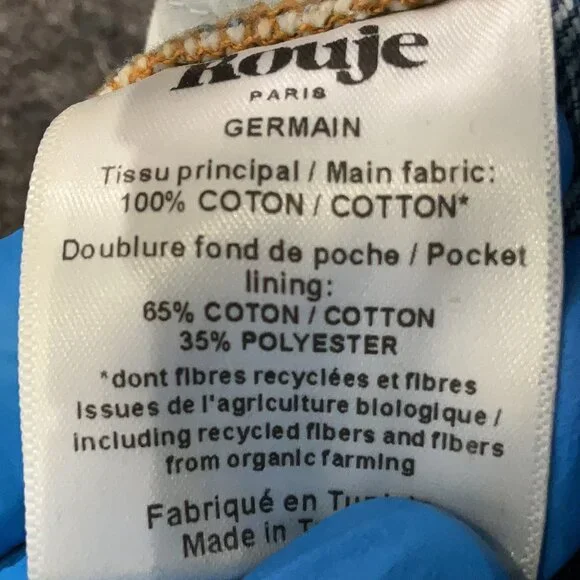 Rouje
PARIS
GERMAIN
Tissu principal / Main fabric:
100% COTON / COTTON*
Doublure fond de poche / Pocket
lining:
65% COTON / COTTON
35% POLYESTER
*dont fibres recyclées et fibres
issues de l'agriculture biologique /
including recycled fibers and fibers
from organic farming
Fabriqué en
Made in